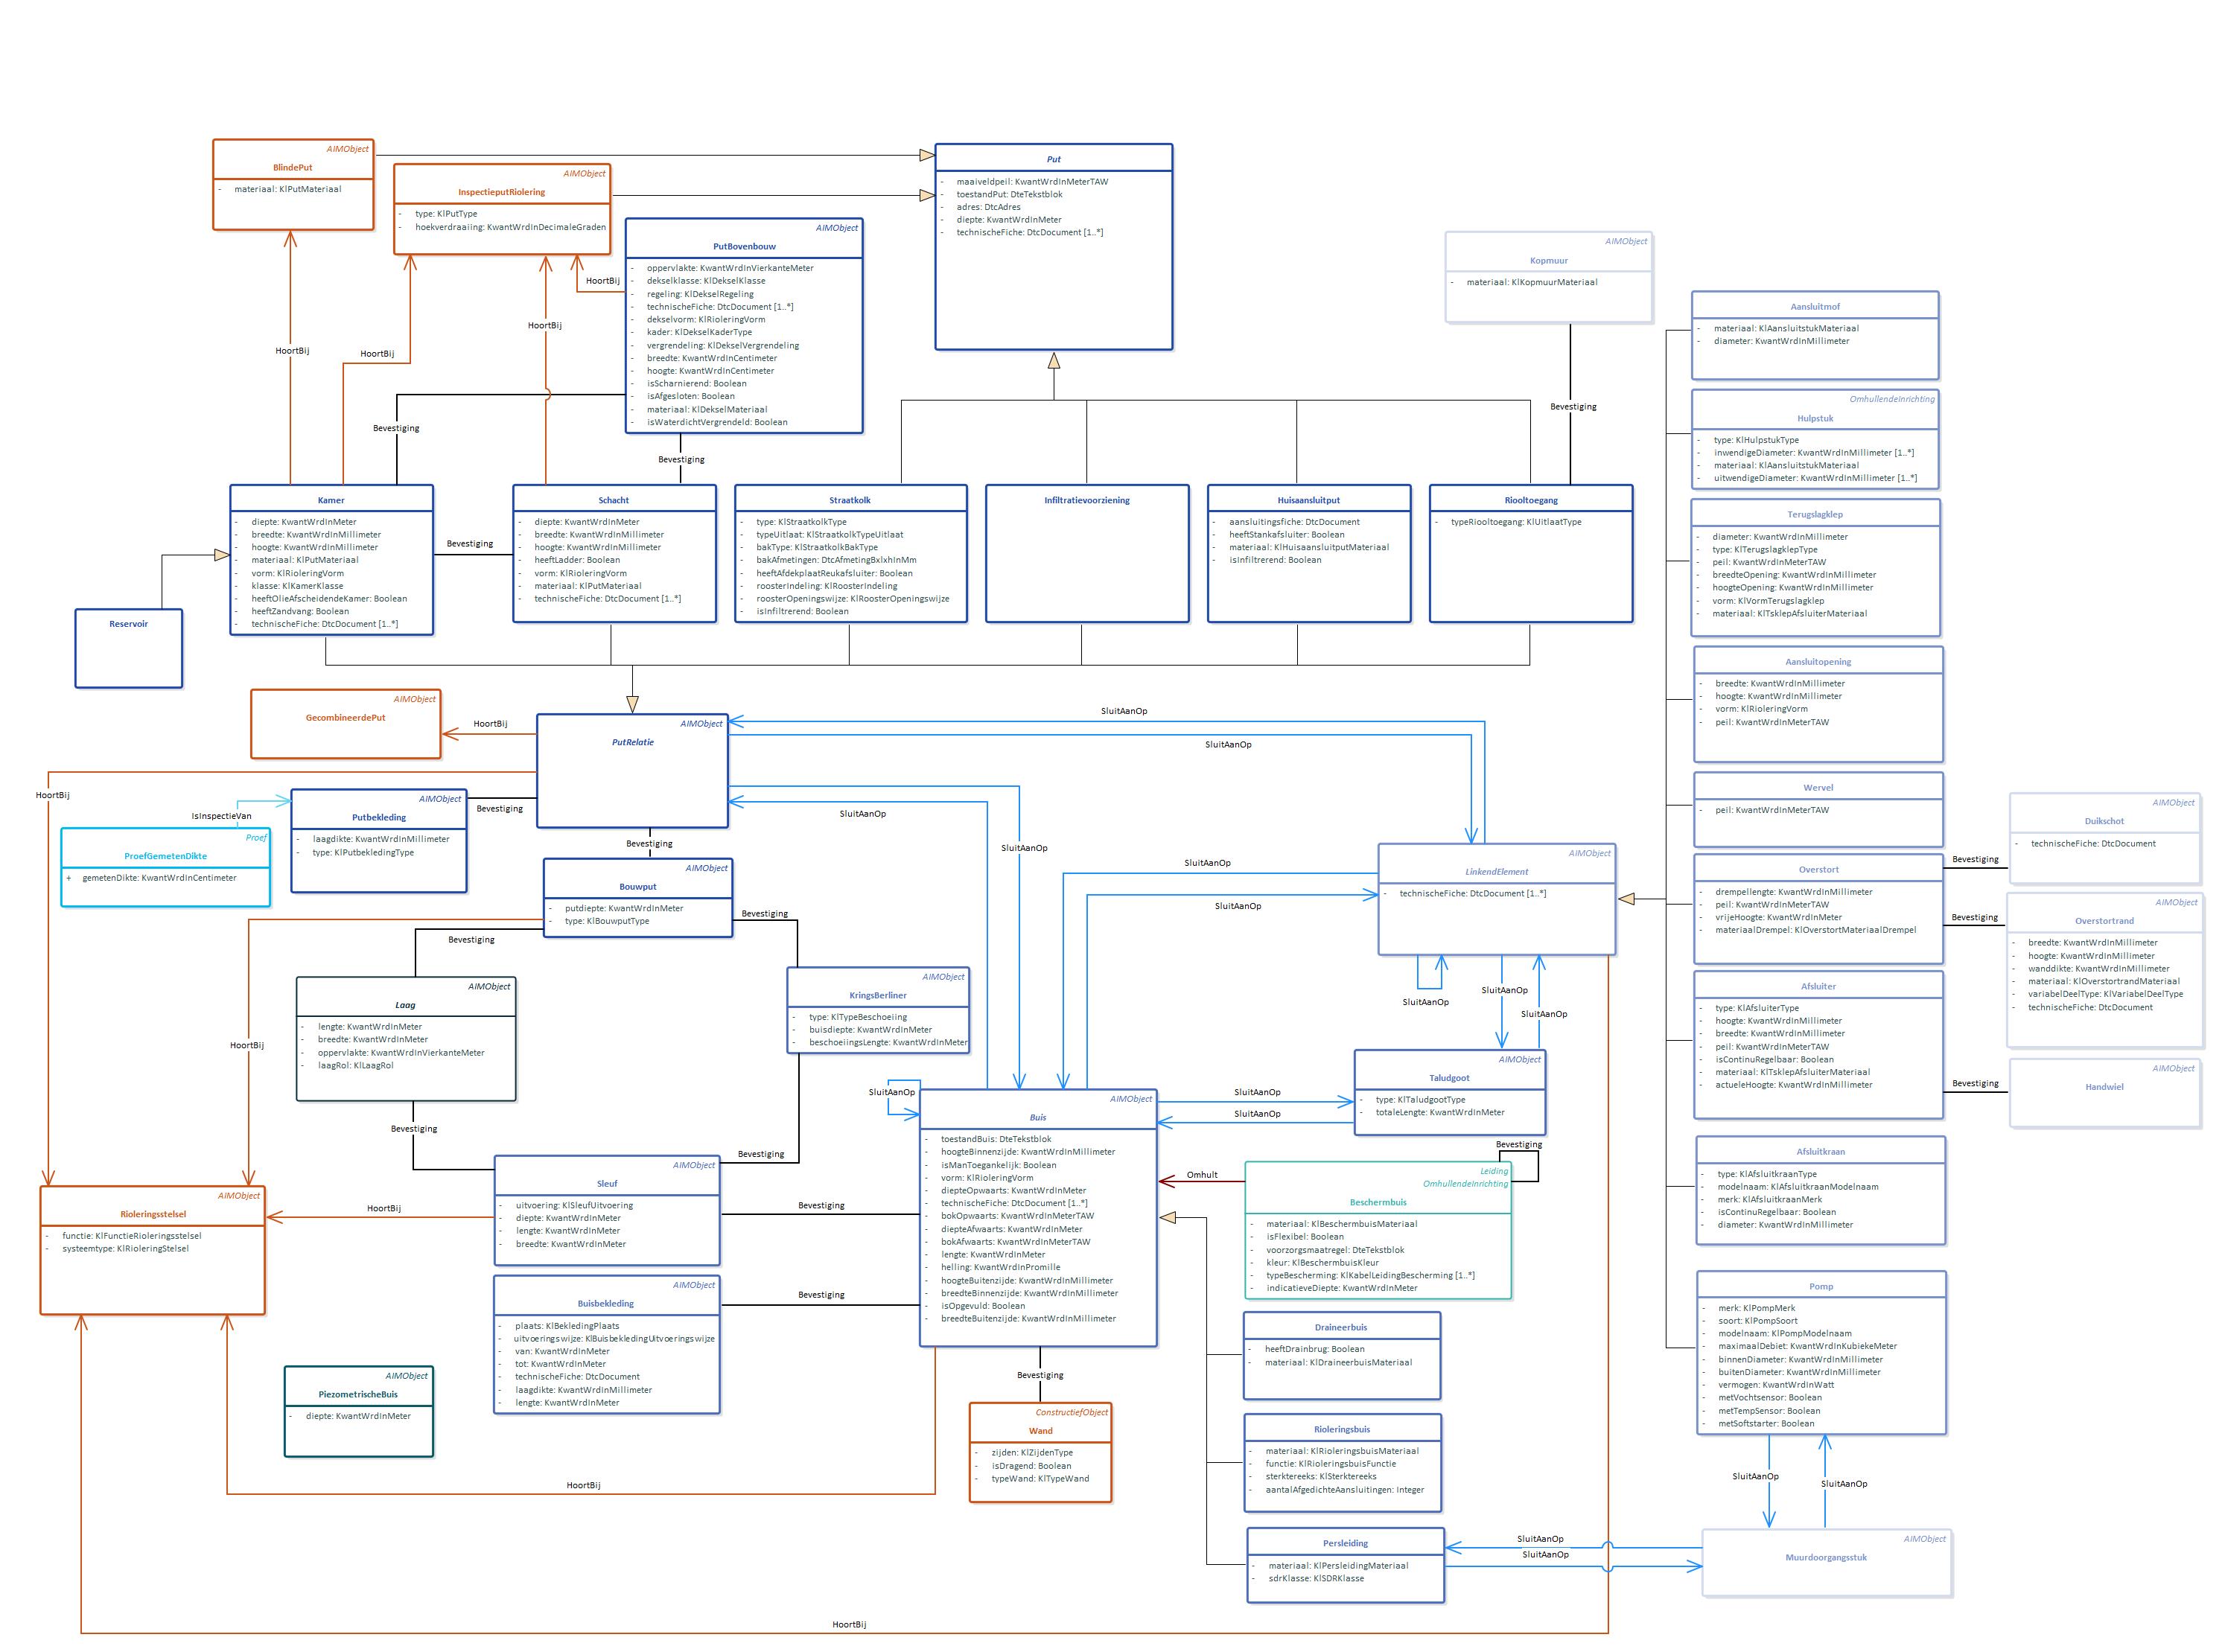 AIMObject
BlindePut
- materiaal: KlPutMateriaal
AIMObject
InspectieputRiolering
- type: KlPutType
- hoekverdraaiing: KwantWrdInDecimaleGraden
AIMObject
PutBovenbouw
- oppervlakte: KwantWrdInVierkanteMeter
- dekselklasse: KlDekselKlasse
- regeling: KlDekselRegeling
- technischeFiche: DtcDocument [1..*]
- dekselvorm: KlRioleringVorm
- kader: KlDekselKaderType
- vergrendeling: KlDekselVergrendeling
- breedte: KwantWrdInCentimeter
- hoogte: KwantWrdInCentimeter
- isScharnierend: Boolean
- isAfgesloten: Boolean
- materiaal: KlDekselMateriaal
- isWaterdichtVergrendeld: Boolean
Put
- maaiveldpeil: KwantWrdInMeterTAW
- toestandPut: DteTekstblok
- adres: DtcAdres
- diepte: KwantWrdInMeter
- technischeFiche: DtcDocument [1..*]
AIMObject
Kopmuur
- materiaal: KlKopmuurMateriaal
HoortBij
HoortBij
HoortBij
HoortBij
Bevestiging
Bevestiging
Bevestiging
Bevestiging
Kamer
- diepte: KwantWrdInMeter
- breedte: KwantWrdInMillimeter
- hoogte: KwantWrdInMillimeter
- materiaal: KlPutMateriaal
- vorm: KlRioleringVorm
- klasse: KlKamerKlasse
- heeftOlieAfscheidendeKamer: Boolean
- heeftZandvang: Boolean
- technischeFiche: DtcDocument [1..*]
Schacht
- diepte: KwantWrdInMeter
- breedte: KwantWrdInMillimeter
- hoogte: KwantWrdInMillimeter
- heeftLadder: Boolean
- vorm: KlRioleringVorm
- materiaal: KlPutMateriaal
- technischeFiche: DtcDocument [1..*]
Straatkolk
- type: KlStraatkolkType
- typeUitlaat: KlStraatkolkTypeUitlaat
- bakType: KlStraatkolkBakType
- bakAfmetingen: DtcAfmetingBxlxhInMm
- heeftAfdekplaatReukafsluiter: Boolean
- roosterIndeling: KlRoosterIndeling
- roosterOpeningswijze: KlRoosterOpeningswijze
- isInfiltrerend: Boolean
Infiltratievoorziening
Huisaansluitput
- aansluitingsfiche: DtcDocument
- heeftStankafsluiter: Boolean
- materiaal: KlHuisaansluitputMateriaal
- isInfiltrerend: Boolean
Riooltoegang
- typeRiooltoegang: KlUitlaatType
Reservoir
AIMObject
GecombineerdePut
HoortBij
AIMObject
PutRelatie
SluitAanOp
SluitAanOp
SluitAanOp
SluitAanOp
HoortBij
IsInspectieVan
Proef
ProefGemetenDikte
+ gemetenDikte: KwantWrdInCentimeter
AIMObject
Putbekleding
- laagdikte: KwantWrdInMillimeter
- type: KlPutbekledingType
Bevestiging
Bevestiging
AIMObject
Bouwput
- putdiepte: KwantWrdInMeter
- type: KlBouwputType
Bevestiging
Bevestiging
HoortBij
AIMObject
Laag
- lengte: KwantWrdInMeter
- breedte: KwantWrdInMeter
- oppervlakte: KwantWrdInVierkanteMeter
- laagRol: KlLaagRol
AIMObject
KringsBerliner
- type: KlTypeBeschoeiing
- buisdiepte: KwantWrdInMeter
- beschoeiingsLengte: KwantWrdInMeter
Bevestiging
Bevestiging
AIMObject
Sleuf
- uitvoering: KlSleufUitvoering
- diepte: KwantWrdInMeter
- lengte: KwantWrdInMeter
- breedte: KwantWrdInMeter
Bevestiging
HoortBij
AIMObject
Rioleringsstelsel
- functie: KlFunctieRioleringsstelsel
- systeemtype: KlRioleringStelsel
AIMObject
Buisbekleding
- plaats: KlBekledingPlaats
- uitvoeringswijze: KlBuisbekledingUitvoeringswijze
- van: KwantWrdInMeter
- tot: KwantWrdInMeter
- technischeFiche: DtcDocument
- laagdikte: KwantWrdInMillimeter
- lengte: KwantWrdInMeter
Bevestiging
AIMObject
PiezometrischeBuis
- diepte: KwantWrdInMeter
HoortBij
HoortBij
SluitAanOp
AIMObject
Buis
- toestandBuis: DteTekstblok
- hoogteBinnenzijde: KwantWrdInMillimeter
- isManToegankelijk: Boolean
- vorm: KlRioleringVorm
- diepteOpwaarts: KwantWrdInMeter
- technischeFiche: DtcDocument [1..*]
- bokOpwaarts: KwantWrdInMeterTAW
- diepteAfwaarts: KwantWrdInMeter
- bokAfwaarts: KwantWrdInMeterTAW
- lengte: KwantWrdInMeter
- helling: KwantWrdInPromille
- hoogteBuitenzijde: KwantWrdInMillimeter
- breedteBinnenzijde: KwantWrdInMillimeter
- isOpgevuld: Boolean
- breedteBuitenzijde: KwantWrdInMillimeter
Bevestiging
ConstructiefObject
Wand
- zijden: KlZijdenType
- isDragend: Boolean
- typeWand: KlTypeWand
SluitAanOp
SluitAanOp
AIMObject
LinkendElement
- technischeFiche: DtcDocument [1..*]
SluitAanOp
SluitAanOp
SluitAanOp
AIMObject
Taludgoot
- type: KlTaludgootType
- totaleLengte: KwantWrdInMeter
SluitAanOp
SluitAanOp
Bevestiging
Omhult
Leiding
OmhullendeInrichting
Beschermbuis
- materiaal: KlBeschermbuisMateriaal
- isFlexibel: Boolean
- voorzorgsmaatregel: DteTekstblok
- kleur: KlBeschermbuisKleur
- typeBescherming: KlKabelLeidingBescherming [1..*]
- indicatieveDiepte: KwantWrdInMeter
Draineerbuis
- heeftDrainbrug: Boolean
- materiaal: KlDraineerbuisMateriaal
Rioleringsbuis
- materiaal: KlRioleringsbuisMateriaal
- functie: KlRioleringsbuisFunctie
- sterktereeks: KlSterktereeks
- aantalAfgedichteAansluitingen: Integer
Persleiding
- materiaal: KlPersleidingMateriaal
- sdrKlasse: KlSDRKlasse
SluitAanOp
SluitAanOp
Aansluitmof
- materiaal: KlAansluitstukMateriaal
- diameter: KwantWrdInMillimeter
OmhullendeInrichting
Hulpstuk
- type: KlHulpstukType
- inwendigeDiameter: KwantWrdInMillimeter [1..*]
- materiaal: KlAansluitstukMateriaal
- uitwendigeDiameter: KwantWrdInMillimeter [1..*]
Terugslagklep
- diameter: KwantWrdInMillimeter
- type: KlTerugslagklepType
- peil: KwantWrdInMeterTAW
- breedteOpening: KwantWrdInMillimeter
- hoogteOpening: KwantWrdInMillimeter
- vorm: KlVormTerugslagklep
- materiaal: KlTsklepAfsluiterMateriaal
Aansluitopening
- breedte: KwantWrdInMillimeter
- hoogte: KwantWrdInMillimeter
- vorm: KlRioleringVorm
- peil: KwantWrdInMeterTAW
Wervel
- peil: KwantWrdInMeterTAW
Overstort
- drempellengte: KwantWrdInMillimeter
- peil: KwantWrdInMeterTAW
- vrijeHoogte: KwantWrdInMeter
- materiaalDrempel: KlOverstortMateriaalDrempel
Bevestiging
Bevestiging
AIMObject
Duikschot
- technischeFiche: DtcDocument
AIMObject
Overstortrand
- breedte: KwantWrdInMillimeter
- hoogte: KwantWrdInMillimeter
- wanddikte: KwantWrdInMillimeter
- materiaal: KlOverstortrandMateriaal
- variabelDeelType: KlVariabelDeelType
- technischeFiche: DtcDocument
Afsluiter
- type: KlAfsluiterType
- hoogte: KwantWrdInMillimeter
- breedte: KwantWrdInMillimeter
- peil: KwantWrdInMeterTAW
- isContinuRegelbaar: Boolean
- materiaal: KlTsklepAfsluiterMateriaal
- actueleHoogte: KwantWrdInMillimeter
Bevestiging
AIMObject
Handwiel
Afsluitkraan
- type: KlAfsluitkraanType
- modelnaam: KlAfsluitkraanModelnaam
- merk: KlAfsluitkraanMerk
- isContinuRegelbaar: Boolean
- diameter: KwantWrdInMillimeter
Pomp
- merk: KlPompMerk
- soort: KlPompSoort
- modelnaam: KlPompModelnaam
- maximaalDebiet: KwantWrdInKubiekeMeter
- binnenDiameter: KwantWrdInMillimeter
- buitenDiameter: KwantWrdInMillimeter
- vermogen: KwantWrdInWatt
- metVochtsensor: Boolean
- metTempSensor: Boolean
- metSoftstarter: Boolean
SluitAanOp
SluitAanOp
AIMObject
Muurdoorgangsstuk